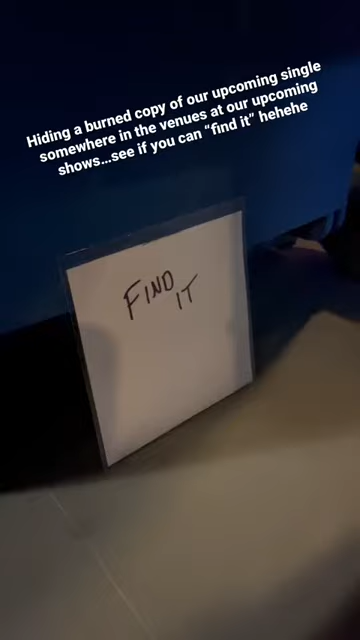 Hiding a burned copy of our upcoming single
somewhere in the venues at our upcoming
shows...see if you can “find it” hehehe
FIND
IT